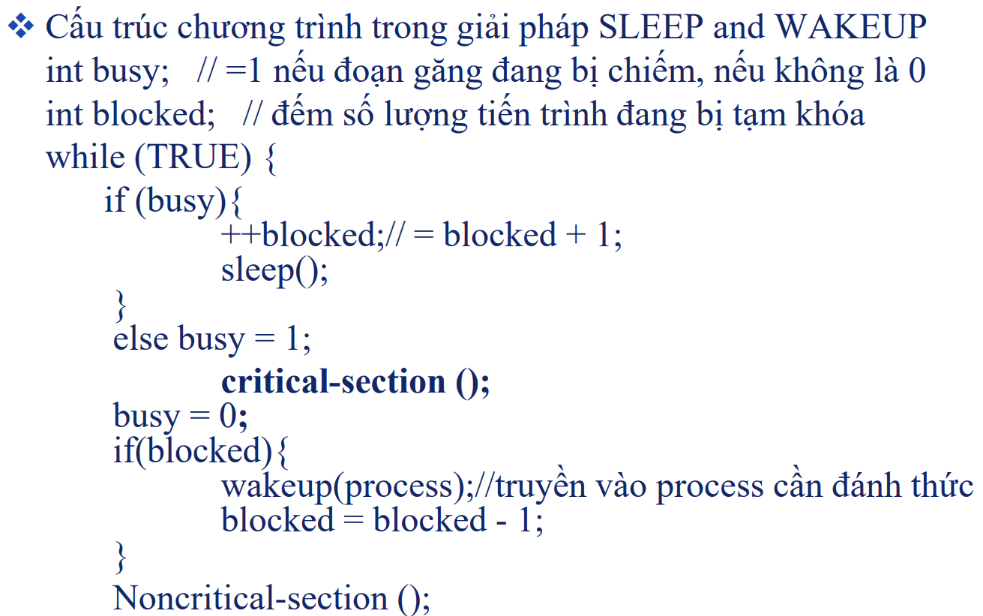 ❖ Cấu trúc chương trình trong giải pháp SLEEP and WAKEUP
int busy; // =1 nếu đoạn găng đang bị chiếm, nếu không là 0
int blocked; // đếm số lượng tiến trình đang bị tạm khóa
while (TRUE) {
if (busy){
++blocked;// = blocked + 1;
sleep();
}
else busy = 1;
critical-section ();
busy = 0;
if(blocked){
wakeup(process);//truyền vào process cần đánh thức
blocked = blocked - 1;
}
Noncritical-section ();